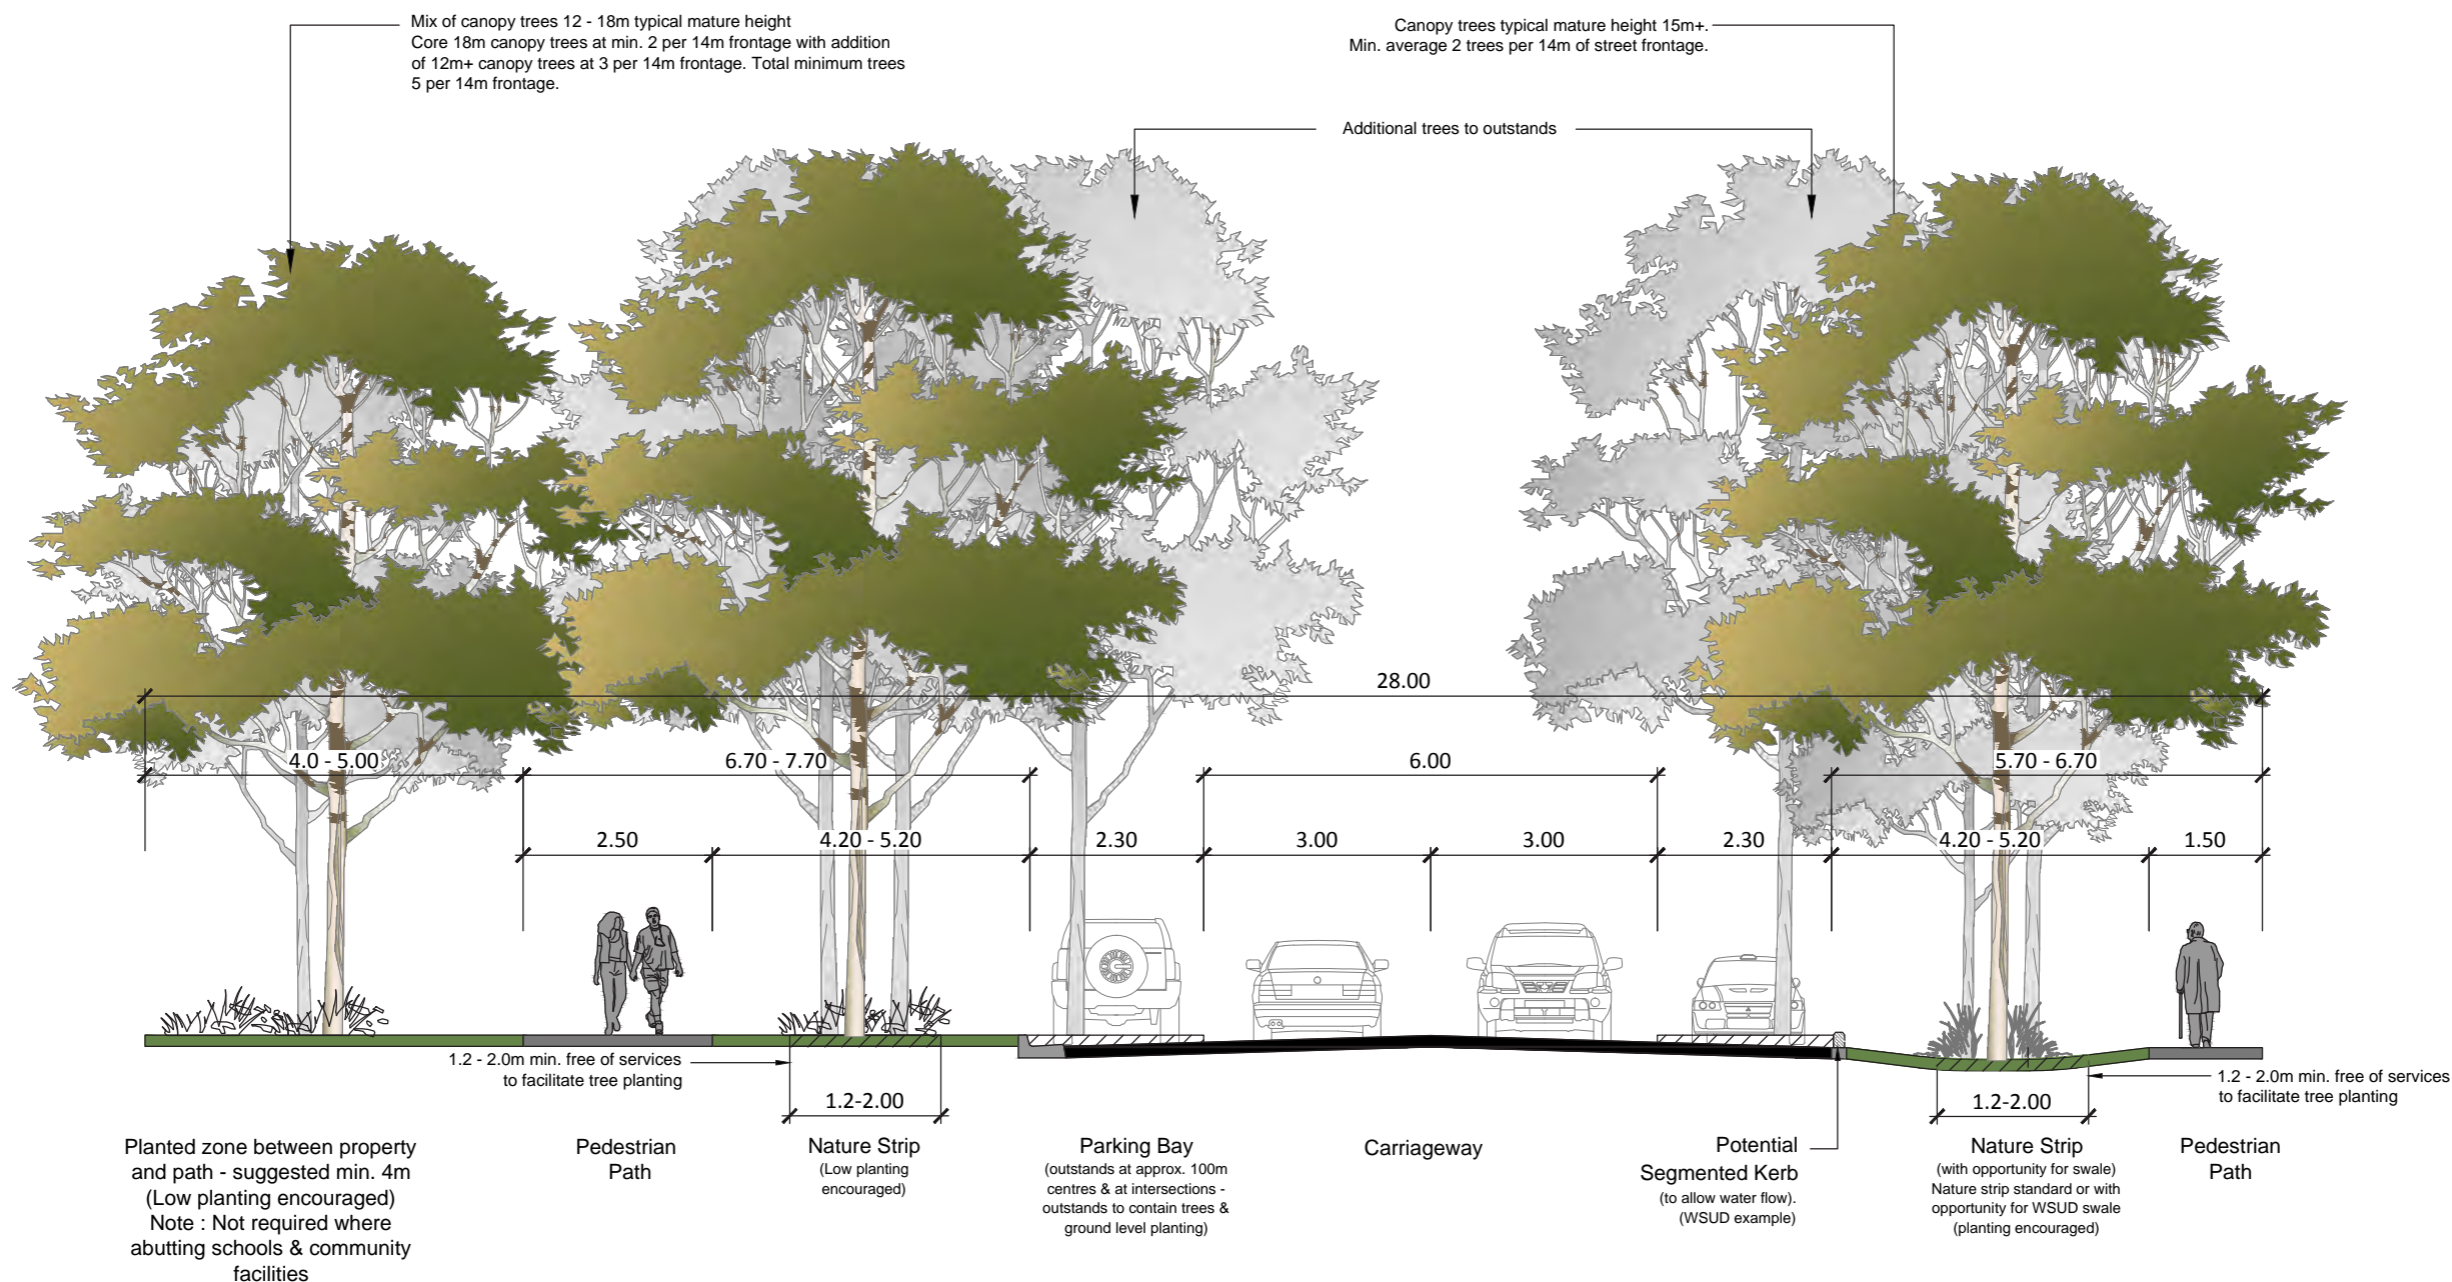 Mix of canopy trees 12 - 18m typical mature height
Core 18m canopy trees at min. 2 per 14m frontage with addition
of 12m+ canopy trees at 3 per 14m frontage. Total minimum trees
5 per 14m frontage.
Canopy trees typical mature height 15m+.
Min. average 2 trees per 14m of street frontage.
Additional trees to outstands
28.00
4.0 - 5.00
6.70 - 7.70
6.00
5.70 - 6.70
2.50
4.20 - 5.20
2.30
3.00
3.00
2.30
4.20 - 5.20
1.50
1.2 - 2.0m min. free of services
to facilitate tree planting
1.2 - 2.0m min. free of services
to facilitate tree planting
1.2-2.00
1.2-2.00
Planted zone between property
and path - suggested min. 4m
(Low planting encouraged)
Note : Not required where
abutting schools & community
facilities
Pedestrian
Path
Nature Strip
(Low planting
encouraged)
Parking Bay
(outstands at approx. 100m
centres & at intersections -
outstands to contain trees &
ground level planting)
Carriageway
Potential
Segmented Kerb
(to allow water flow).
(WSUD example)
Nature Strip
(with opportunity for swale)
Nature strip standard or with
opportunity for WSUD swale
(planting encouraged)
Pedestrian
Path